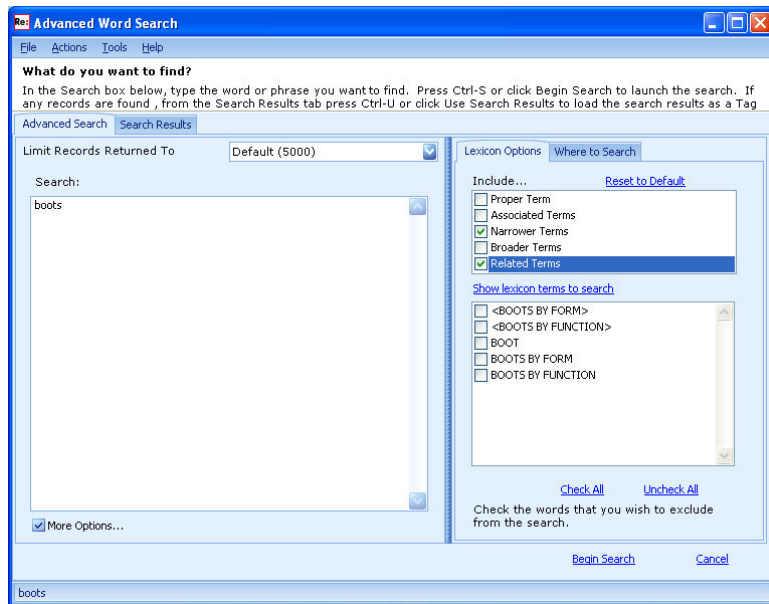 Re: Advanced Word Search
File Actions Tools Help
What do you want to find?
In the Search box below, type the word or phrase you want to find. Press Ctrl-S or click Begin Search to launch the search. If
any records are found , from the Search Results tab press Ctrl-U or click Use Search Results to load the search results as a Tag
Advanced Search Search Results
Limit Records Returned To Default (5000)
Search:
boots
More Options...
Lexicon Options Where to Search
Include... Reset to Default
Proper Term
Associated Terms
Narrower Terms
Broader Terms
Related Terms
Show lexicon terms to search
<BOOTS BY FORM>
<BOOTS BY FUNCTION>
BOOT
BOOTS BY FORM
BOOTS BY FUNCTION
Check All Uncheck All
Check the words that you wish to exclude
from the search.
Begin Search Cancel
boots